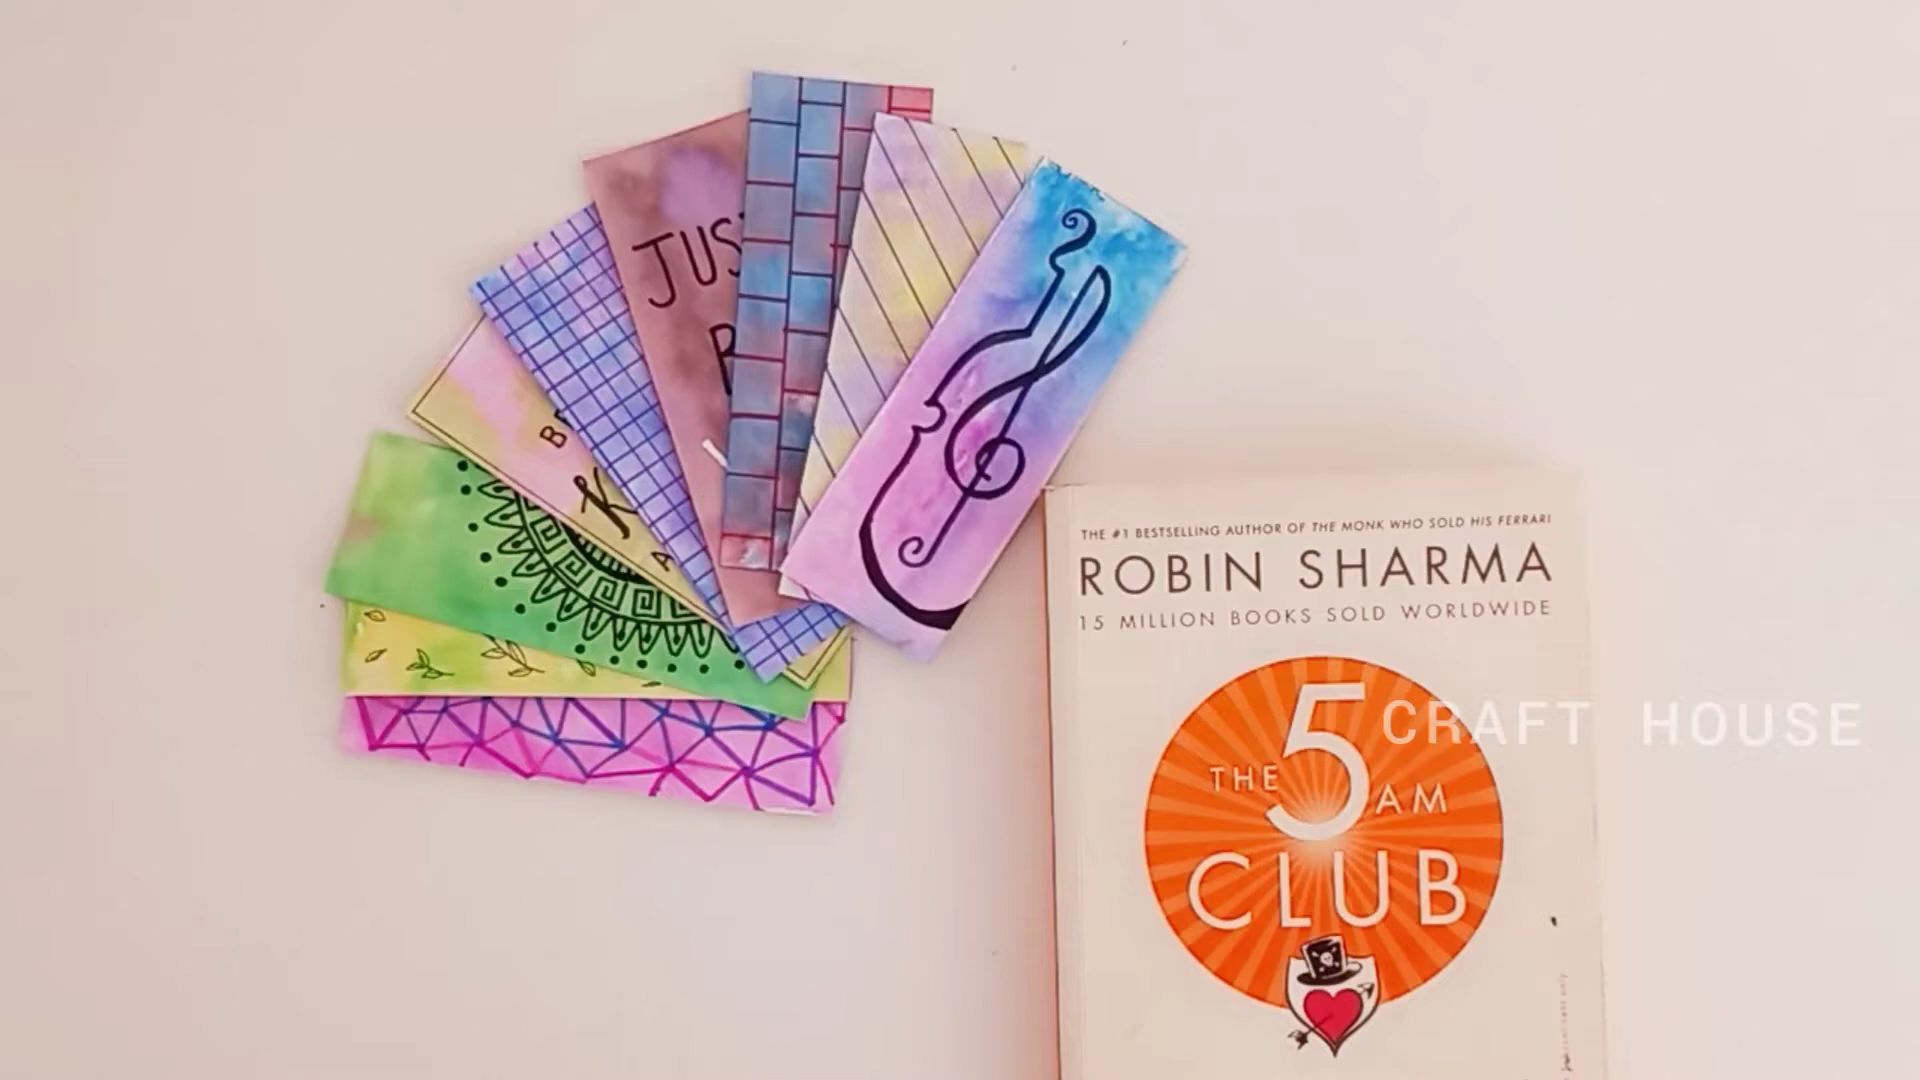 JUS
B
K
A
THE #1 BESTSELLING AUTHOR OF THE MONK WHO SOLD HIS FERRARI
ROBIN SHARMA
15 MILLION BOOKS SOLD WORLDWIDE
THE 5 AM
CLUB
CRAFT HOUSE